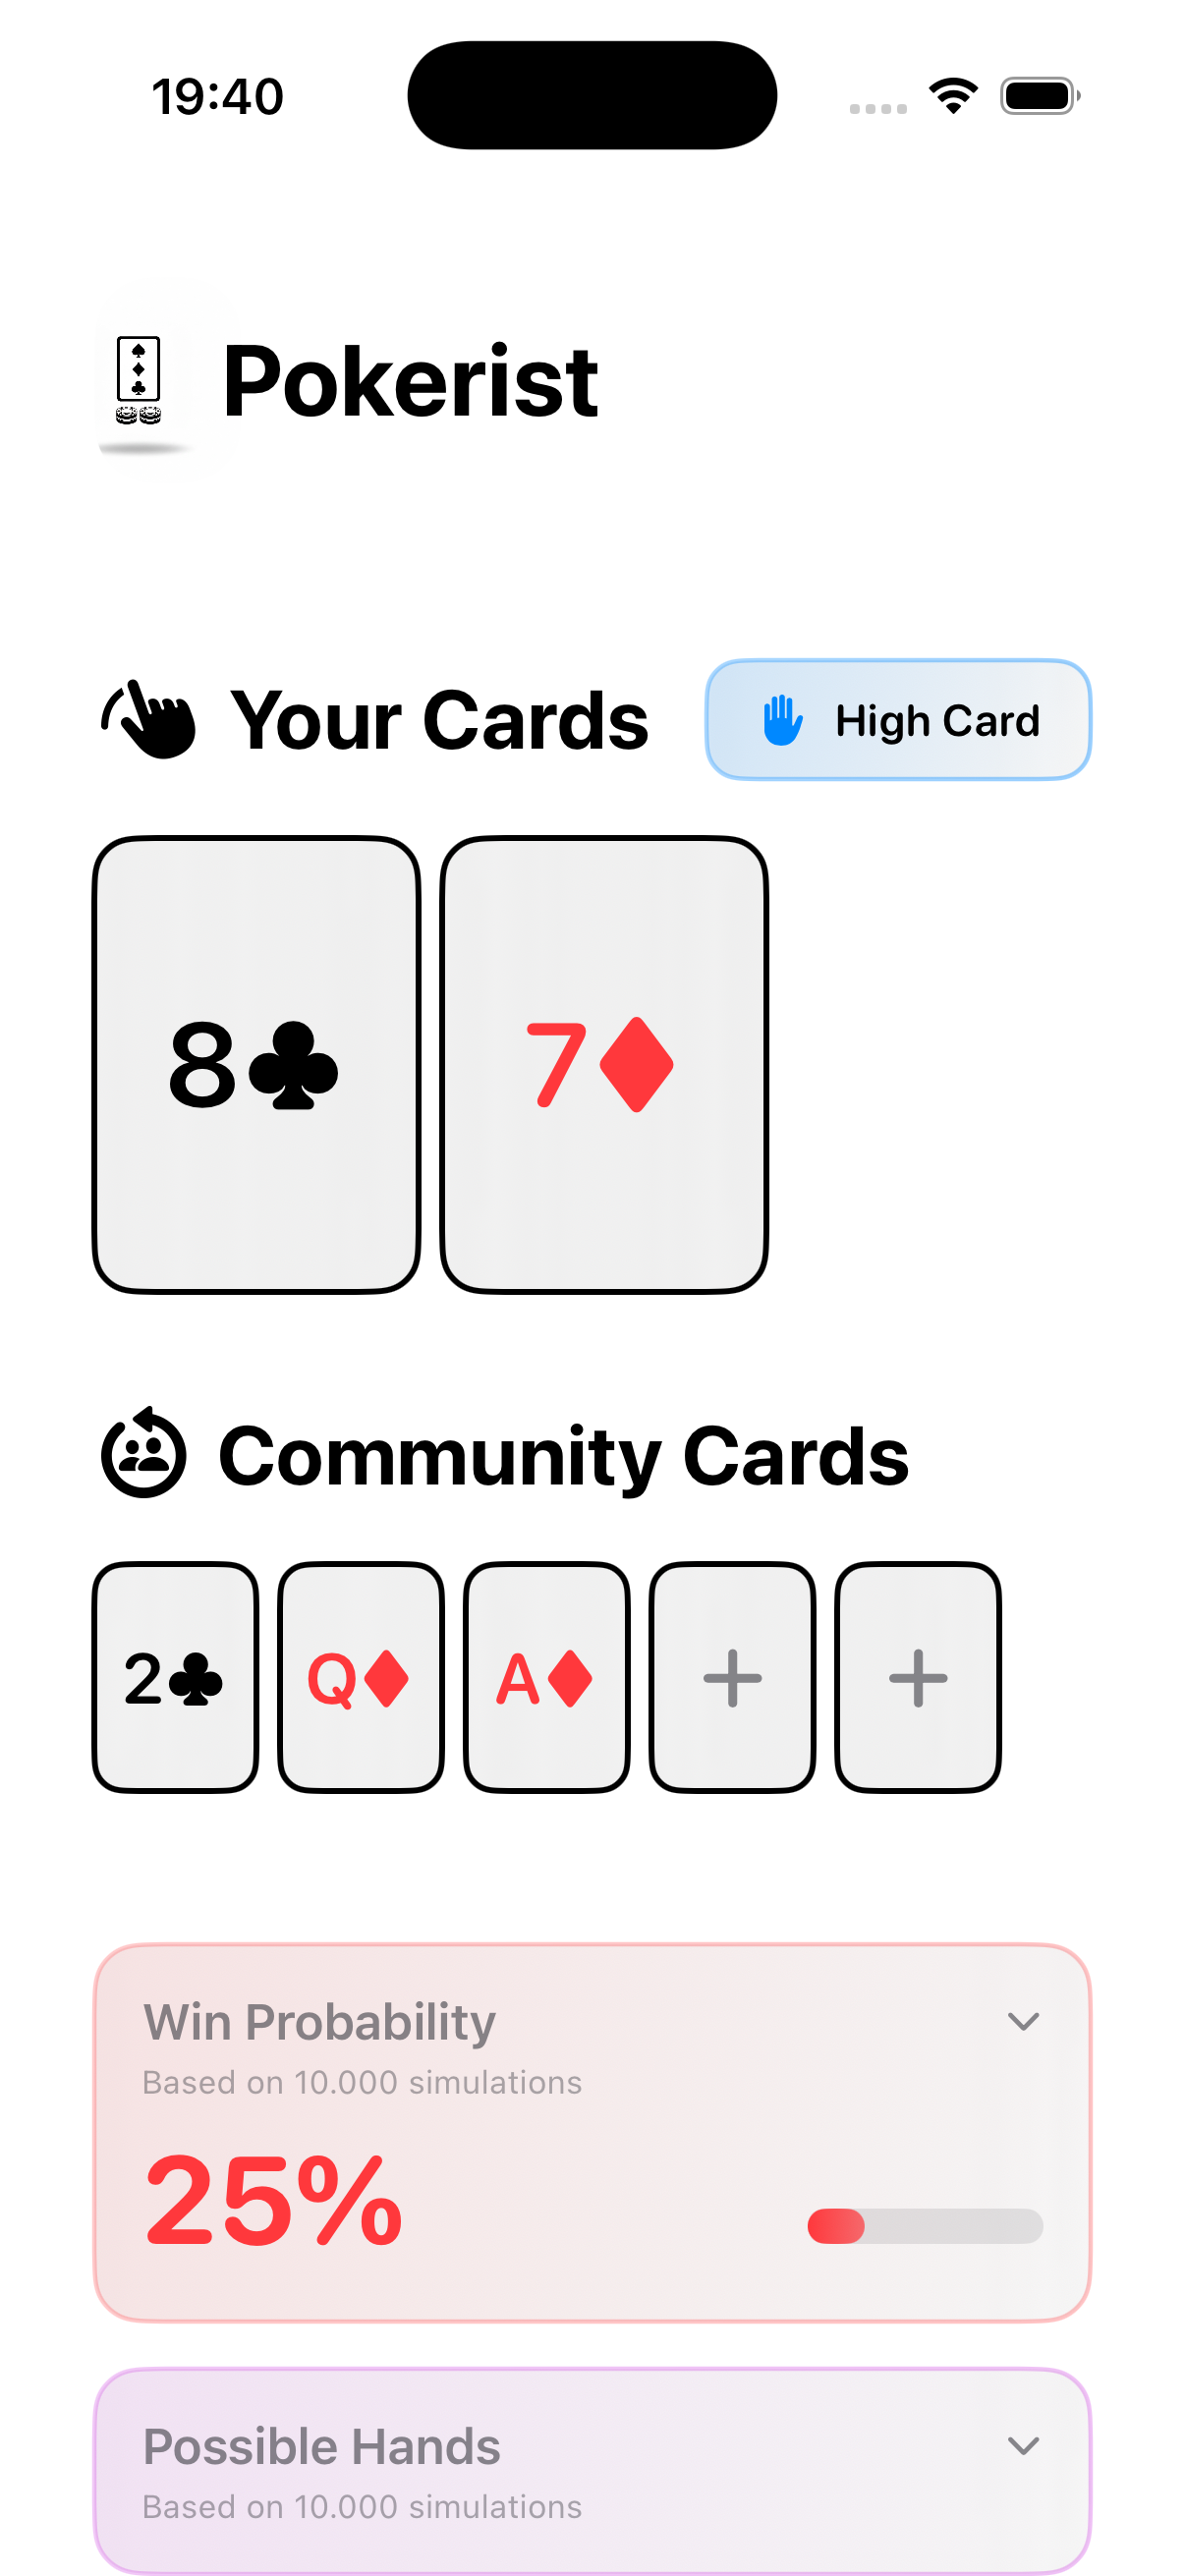 19:40
Pokerist
Your Cards
High Card
8♣ 7♦
Community Cards
2♣ Q♦ A♦ + +
Win Probability
Based on 10.000 simulations
25%
Possible Hands
Based on 10.000 simulations